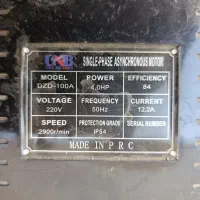 SINGLE-PHASE ASYNCHRONOUS MOTOR
MODEL POWER EFFICIENCY
DZD-100A 4.0HP 84
VOLTAGE FREQUENCY CURRENT
220V 50Hz 12.2A
SPEED PROTECTION GRADE SERIAL NUMBER
2900r/min IP54
MADE IN P R C